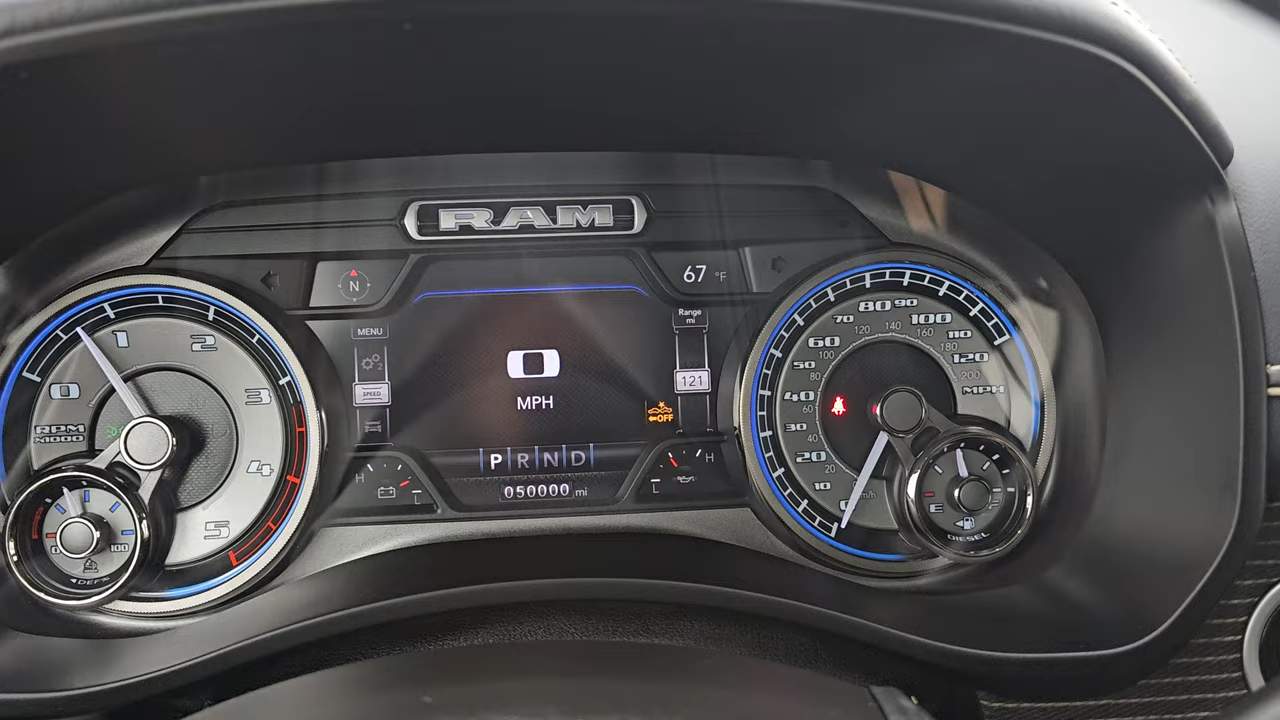 RAM
N
67 °F
MENU
2
SPEED
0
MPH
Range
mi
121
OFF
P R N D
050000 mi
H
L
H
L
0
1
2
3
4
5
RPM
X1000
0
100
DEF%
0
10
20
30
40
50
60
70
80
90
100
110
120
MPH
20
40
60
80
100
120
140
160
180
200
km/h
E
DIESEL